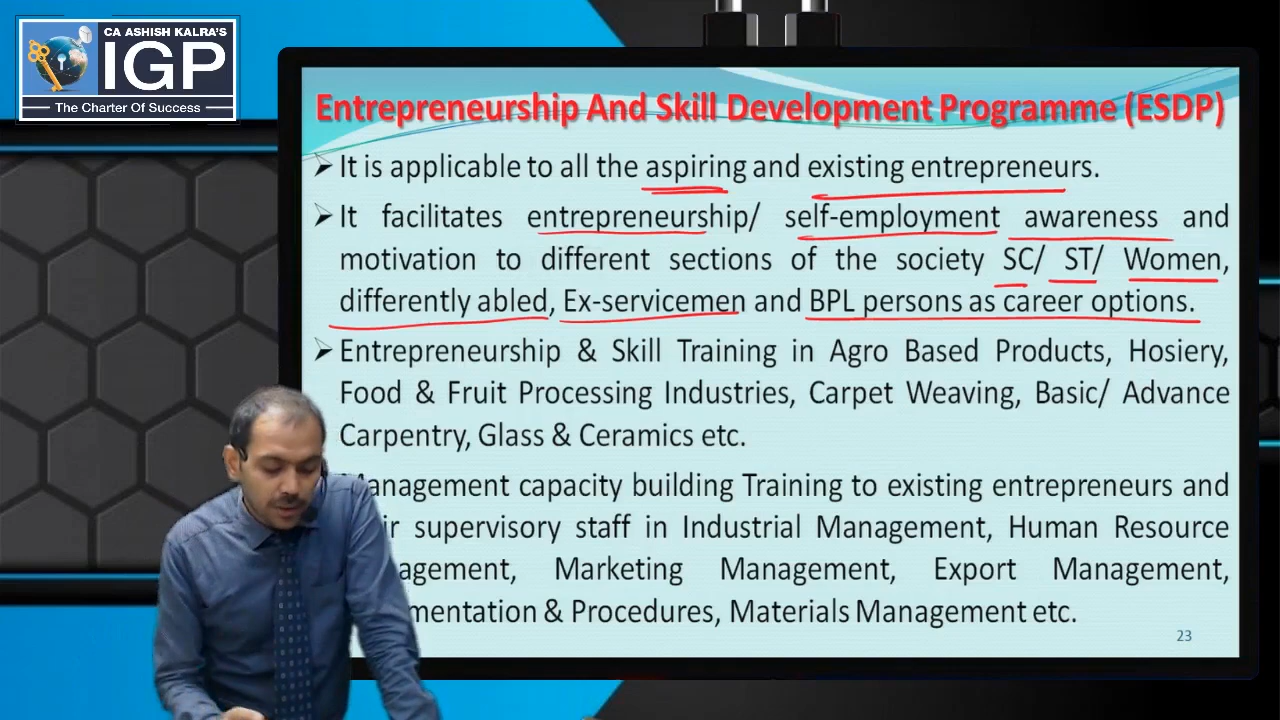 CA ASHISH KALRA'S
IGP
The Charter Of Success
Entrepreneurship And Skill Development Programme (ESDP)
It is applicable to all the aspiring and existing entrepreneurs.
It facilitates entrepreneurship/ self-employment awareness and
motivation to different sections of the society SC/ ST/ Women,
differently abled, Ex-servicemen and BPL persons as career options.
Entrepreneurship & Skill Training in Agro Based Products, Hosiery,
Food & Fruit Processing Industries, Carpet Weaving, Basic/ Advance
Carpentry, Glass & Ceramics etc.
anagement capacity building Training to existing entrepreneurs and
supervisory staff in Industrial Management, Human Resource
agement, Marketing Management, Export Management,
mentation & Procedures, Materials Management etc.
23